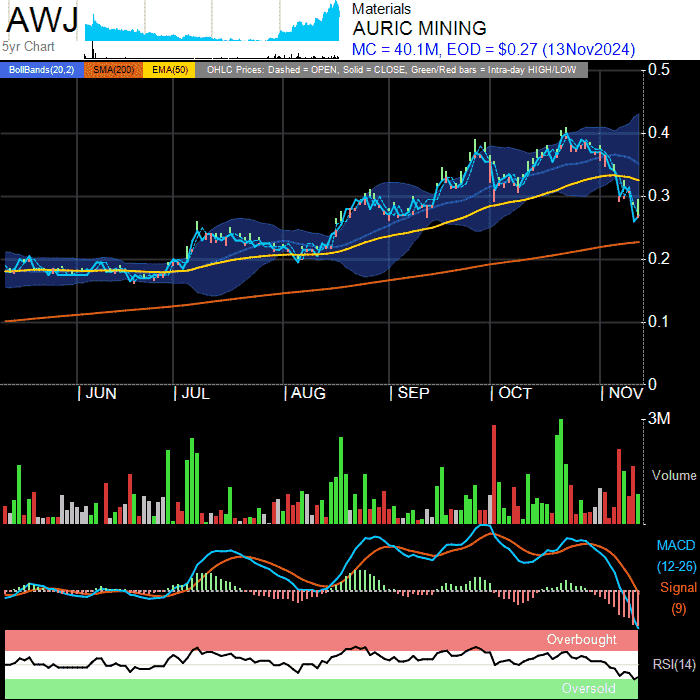 AWJ
5yr Chart
Materials
AURIC MINING
MC = 40.1M, EOD = $0.27 (13Nov2024)
BollBands(20,2) SMA(200) EMA(50) OHLC Prices: Dashed = OPEN, Solid = CLOSE, Green/Red bars = Intra-day HIGH/LOW
0.5
0.4
0.3
0.2
0.1
0
| JUN | JUL | AUG | SEP | OCT | NOV
3M
Volume
MACD
(12-26)
Signal
(9)
Overbought
RSI(14)
Oversold